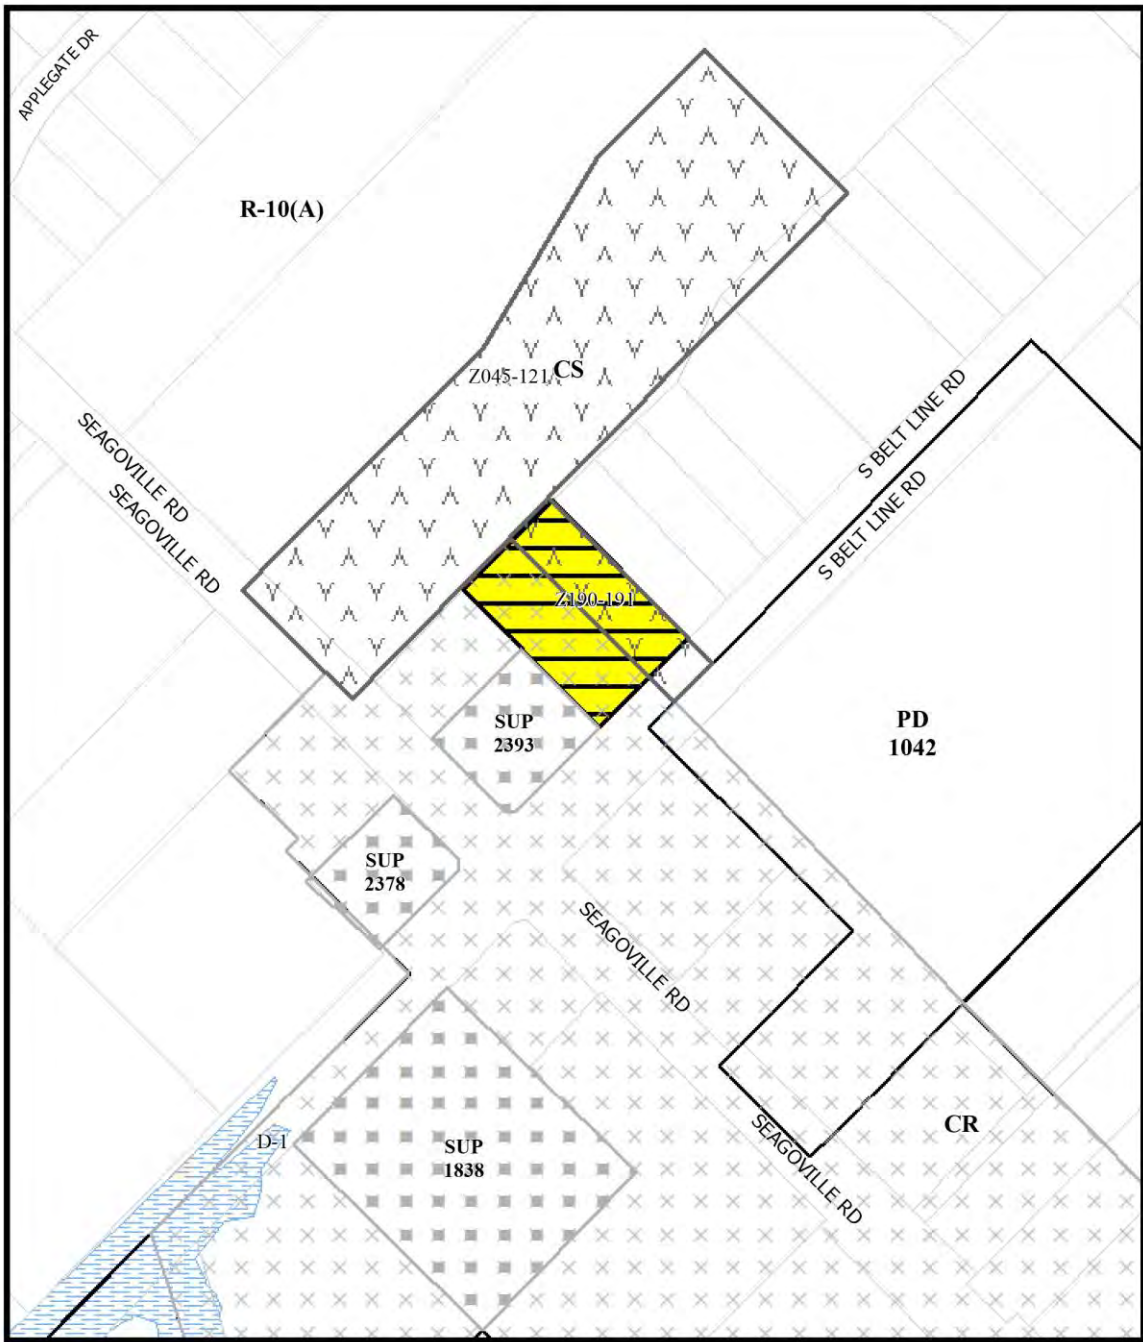 APPLEGATE DR
R-10(A)
Z045-121
CS
SEAGOVILLE RD
SEAGOVILLE RD
S BELT LINE RD
S BELT LINE RD
Z190-191
SUP
2393
PD
1042
SUP
2378
SEAGOVILLE RD
D-1
SUP
1838
CR
SEAGOVILLE RD